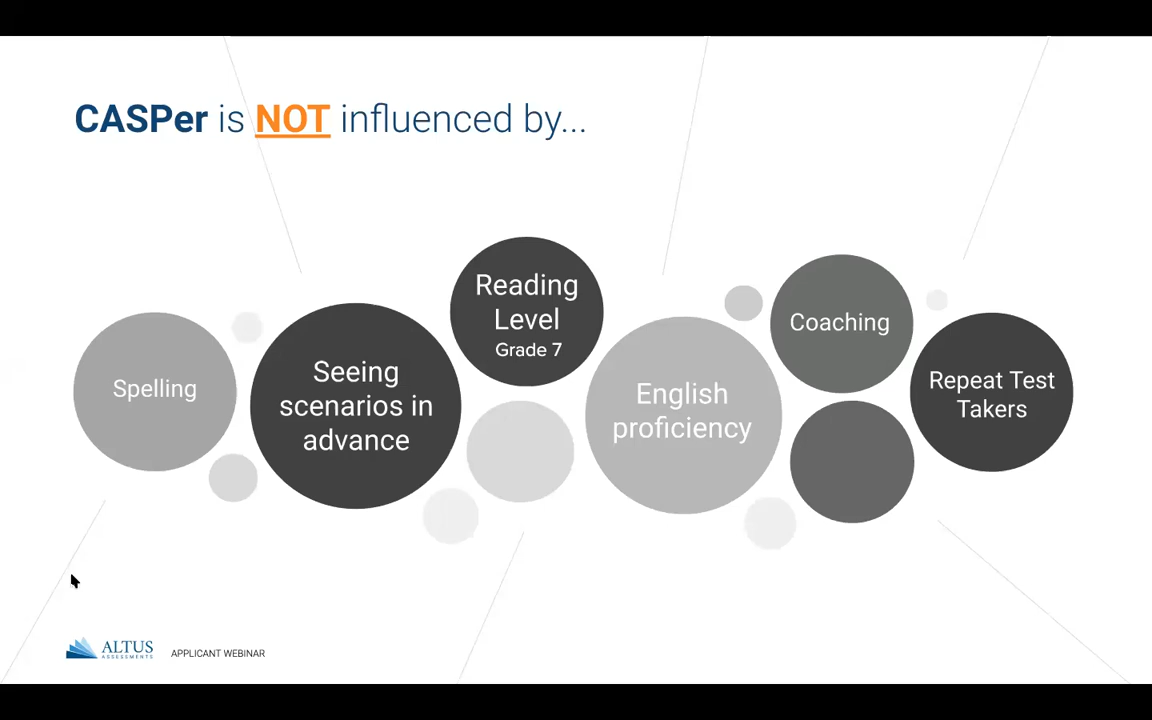 CASPer is NOT influenced by...
Spelling
Seeing
scenarios in
advance
Reading
Level
Grade 7
English
proficiency
Coaching
Repeat Test
Takers
ALTUS
ASSESSMENTS
APPLICANT WEBINAR